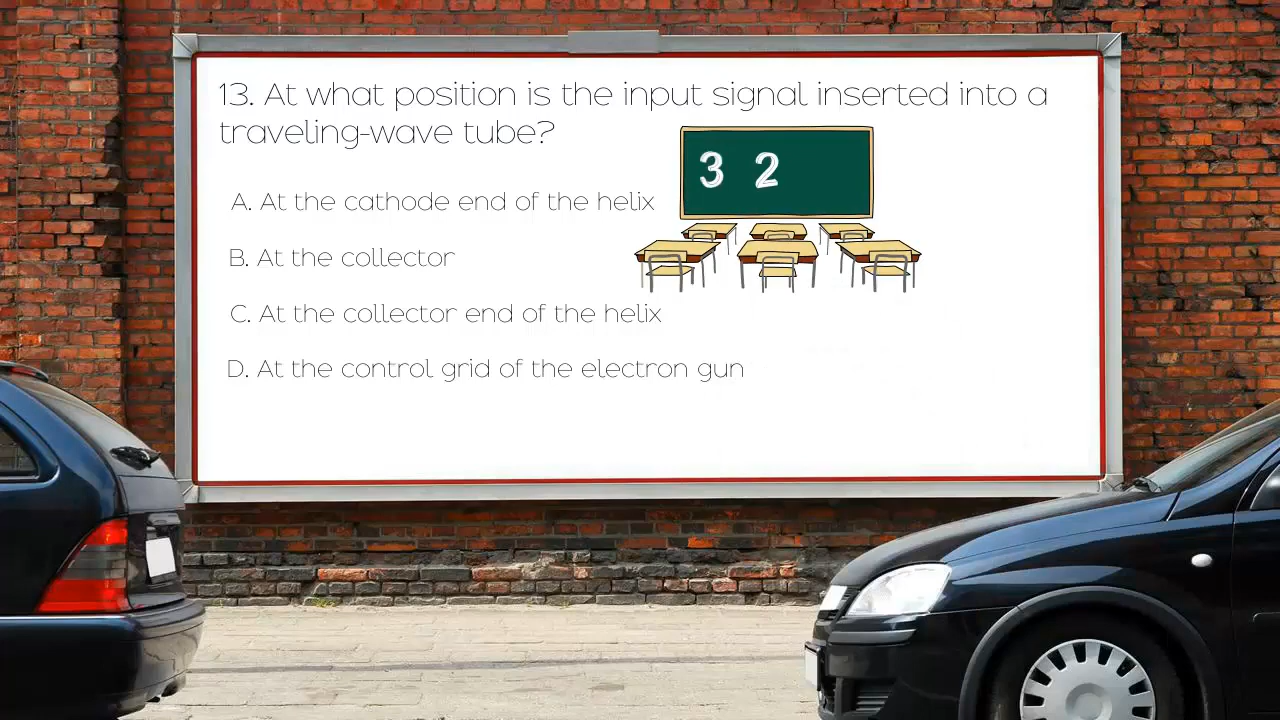 13. At what position is the input signal inserted into a
traveling-wave tube?
3 2
A. At the cathode end of the helix
B. At the collector
C. At the collector end of the helix
D. At the control grid of the electron gun